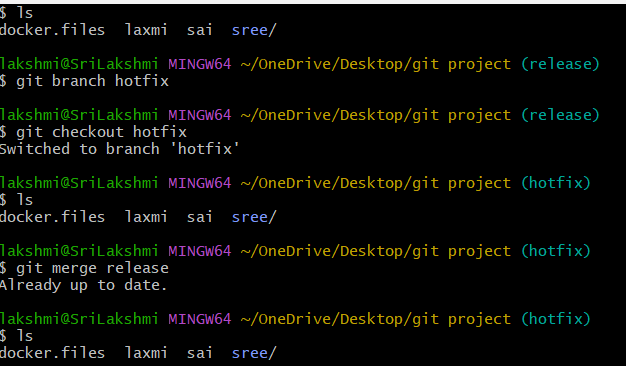 $ ls
docker.files  laxmi  sai  sree/
lakshmi@SriLakshmi MINGW64 ~/OneDrive/Desktop/git project (release)
$ git branch hotfix
lakshmi@SriLakshmi MINGW64 ~/OneDrive/Desktop/git project (release)
$ git checkout hotfix
Switched to branch 'hotfix'
lakshmi@SriLakshmi MINGW64 ~/OneDrive/Desktop/git project (hotfix)
$ ls
docker.files  laxmi  sai  sree/
lakshmi@SriLakshmi MINGW64 ~/OneDrive/Desktop/git project (hotfix)
$ git merge release
Already up to date.
lakshmi@SriLakshmi MINGW64 ~/OneDrive/Desktop/git project (hotfix)
$ ls
docker.files  laxmi  sai  sree/